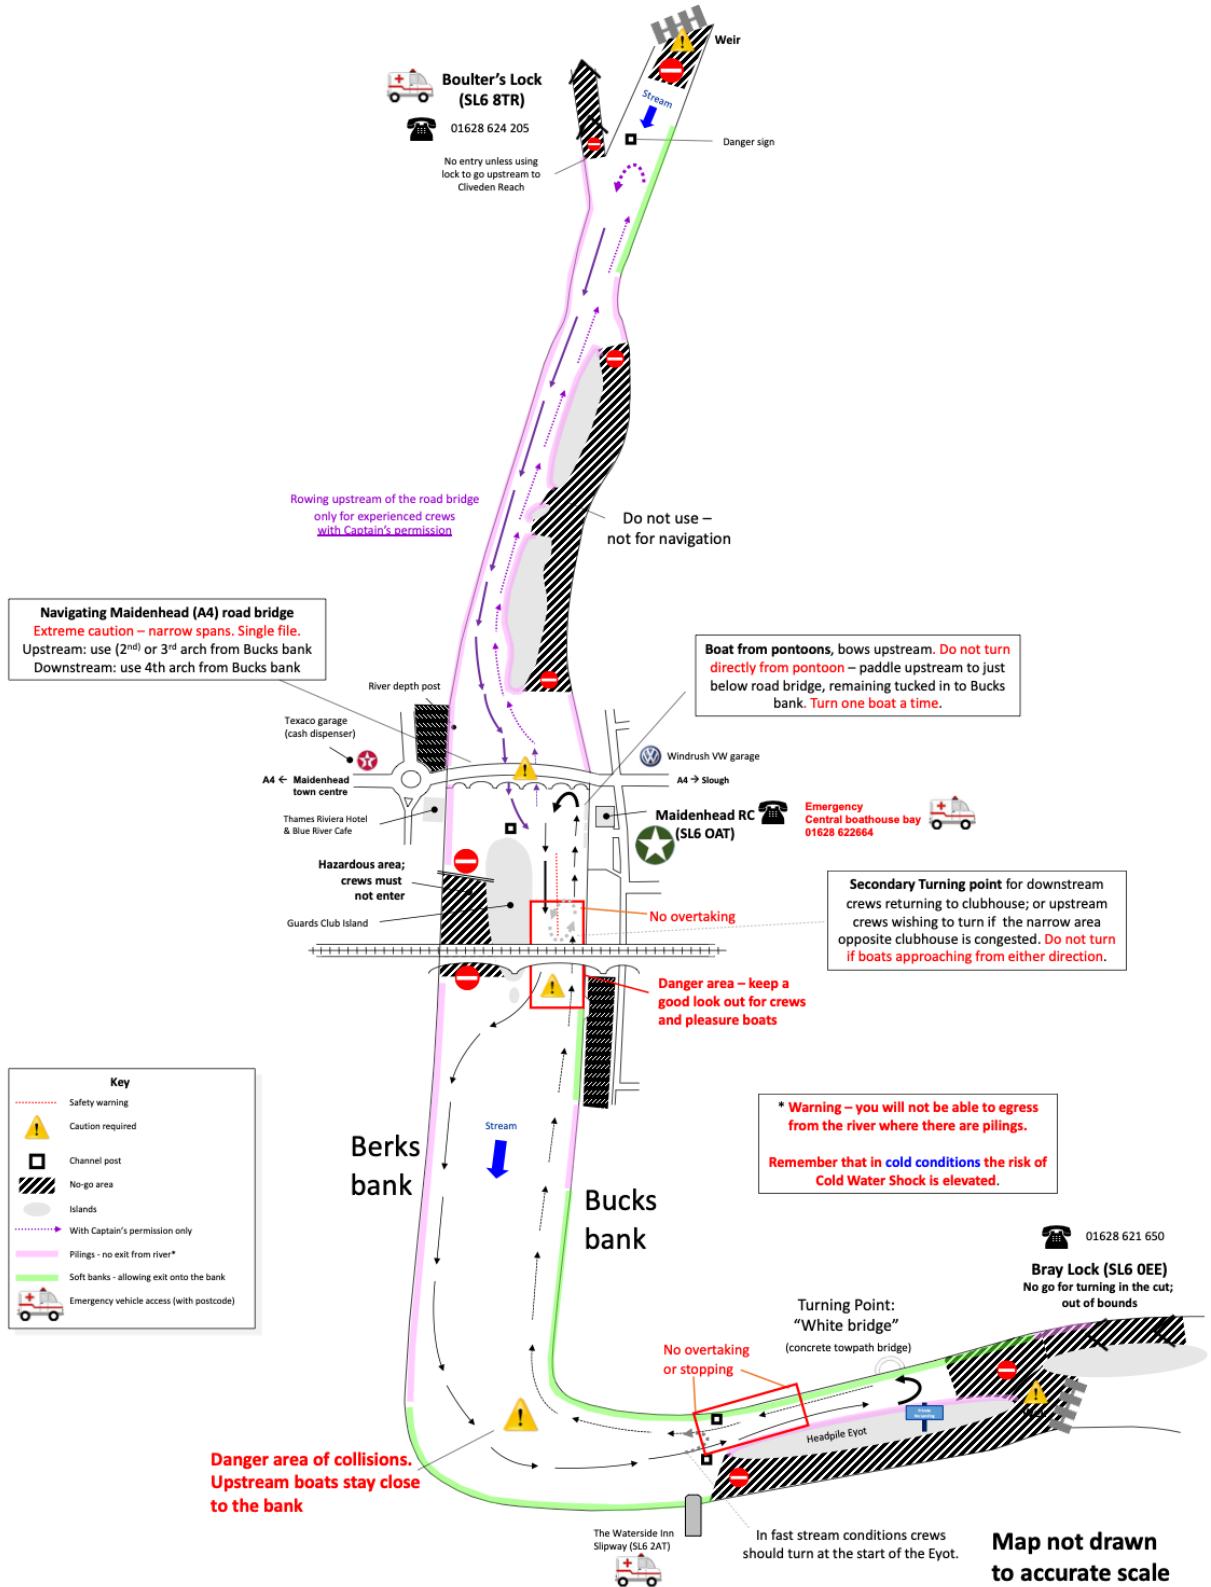 Weir
Boulter's Lock
(SL6 8TR)
01628 624 205
Stream
Danger sign
No entry unless using
lock to go upstream to
Cliveden Reach
Rowing upstream of the road bridge
only for experienced crews
with Captain's permission
Do not use –
not for navigation
Navigating Maidenhead (A4) road bridge
Extreme caution – narrow spans. Single file.
Upstream: use (2nd) or 3rd arch from Bucks bank
Downstream: use 4th arch from Bucks bank
Boat from pontoons, bows upstream. Do not turn
directly from pontoon – paddle upstream to just
below road bridge, remaining tucked in to Bucks
bank. Turn one boat a time.
River depth post
Texaco garage
(cash dispenser)
Windrush VW garage
A4 ← Maidenhead
town centre
A4 → Slough
Thames Riviera Hotel
& Blue River Cafe
Maidenhead RC
(SL6 OAT)
Emergency
Central boathouse bay
01628 622664
Hazardous area;
crews must
not enter
Guards Club Island
No overtaking
Secondary Turning point for downstream
crews returning to clubhouse; or upstream
crews wishing to turn if the narrow area
opposite clubhouse is congested. Do not turn
if boats approaching from either direction.
Danger area – keep a
good look out for crews
and pleasure boats
Key
Safety warning
Caution required
Channel post
No-go area
Islands
With Captain's permission only
Pilings - no exit from river*
Soft banks - allowing exit onto the bank
Emergency vehicle access (with postcode)
Stream
Berks
bank
Bucks
bank
* Warning – you will not be able to egress
from the river where there are pilings.
Remember that in cold conditions the risk of
Cold Water Shock is elevated.
01628 621 650
Bray Lock (SL6 0EE)
No go for turning in the cut;
out of bounds
Turning Point:
"White bridge"
(concrete towpath bridge)
No overtaking
or stopping
Headpile Eyot
Danger area of collisions.
Upstream boats stay close
to the bank
The Waterside Inn
Slipway (SL6 2AT)
In fast stream conditions crews
should turn at the start of the Eyot.
Map not drawn
to accurate scale